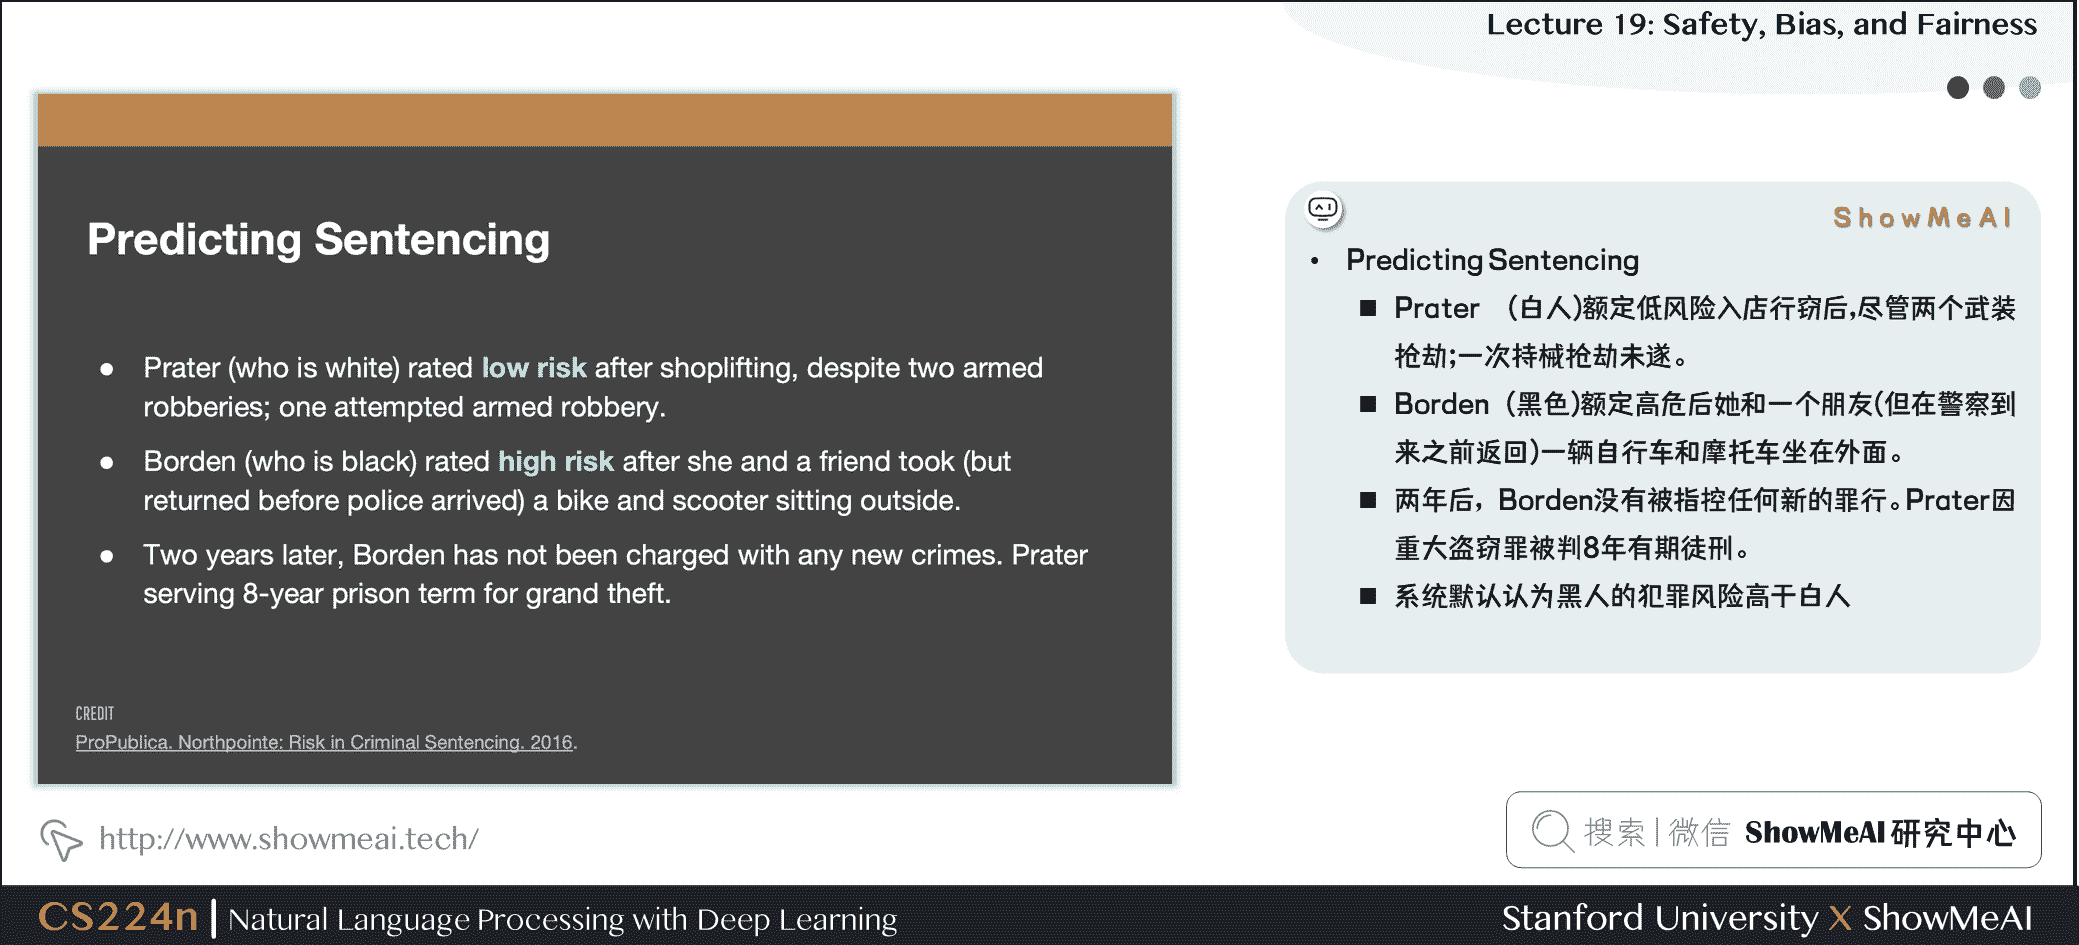 Lecture 19: Safety, Bias, and Fairness
Predicting Sentencing
● Prater (who is white) rated low risk after shoplifting, despite two armed
robberies; one attempted armed robbery.
● Borden (who is black) rated high risk after she and a friend took (but
returned before police arrived) a bike and scooter sitting outside.
● Two years later, Borden has not been charged with any new crimes. Prater
serving 8-year prison term for grand theft.
CREDIT
ProPublica. Northpointe: Risk in Criminal Sentencing. 2016.
ShowMeAI
• Predicting Sentencing
■ Prater （白人)额定低风险入店行窃后,尽管两个武装
抢劫;一次持械抢劫未遂。
■ Borden（黑色)额定高危后她和一个朋友(但在警察到
来之前返回)一辆自行车和摩托车坐在外面。
■ 两年后，Borden没有被指控任何新的罪行。Prater因
重大盗窃罪被判8年有期徒刑。
■ 系统默认认为黑人的犯罪风险高于白人
http://www.showmeai.tech/
搜索 | 微信 ShowMeAI 研究中心
CS224n | Natural Language Processing with Deep Learning
Stanford University X ShowMeAI